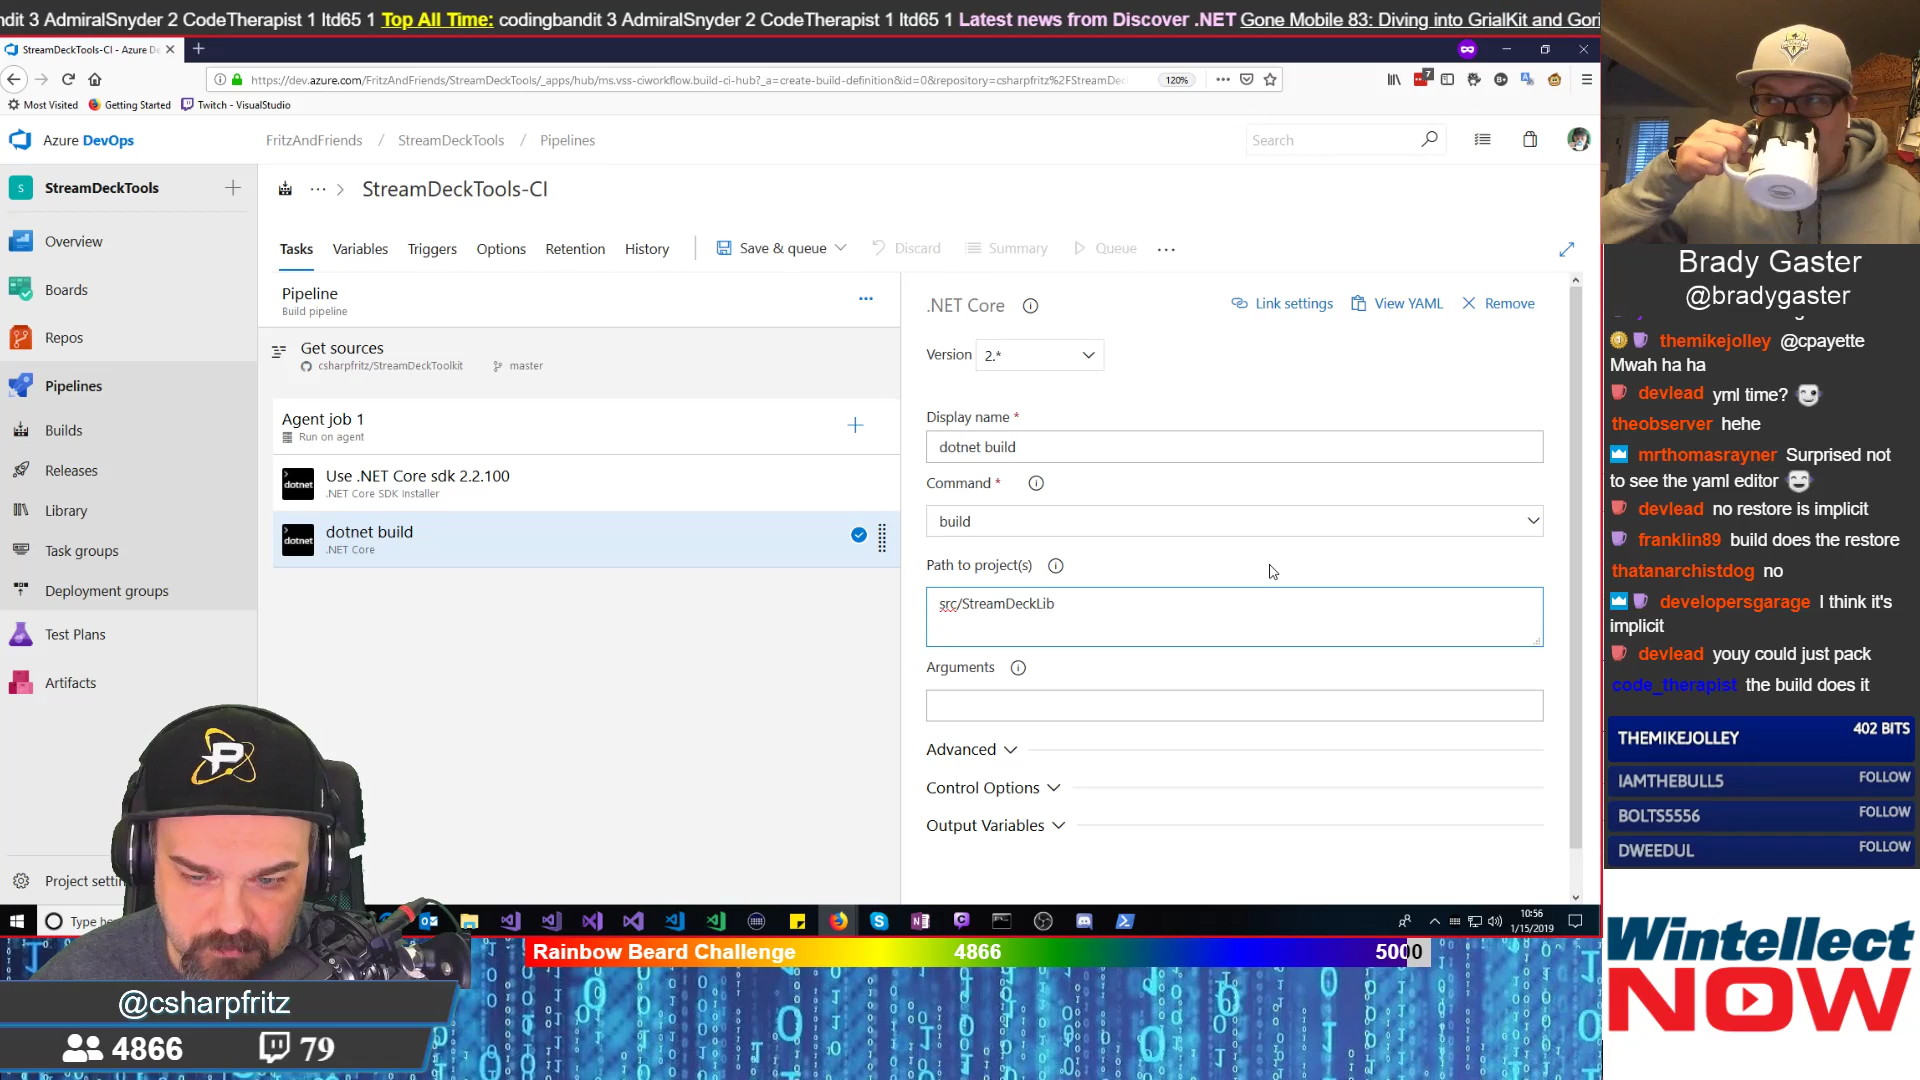 dit 3 AdmiralSnyder 2 CodeTherapist 1 ltd65 1 Top All Time: codingbandit 3 AdmiralSnyder 2 CodeTherapist 1 ltd65 1 Latest news from Discover .NET Gone Mobile 83: Diving into GrialKit and Gori
StreamDeckTools-CI - Azure De
https://dev.azure.com/FritzAndFriends/StreamDeckTools/_apps/hub/ms.vss-ciworkflow.build-ci-hub?_a=create-build-definition&id=0&repository=csharpfritz%2FStreamDec
120%
7
Most Visited
Getting Started
Twitch - VisualStudio
Azure DevOps
FritzAndFriends / StreamDeckTools / Pipelines
Search
S StreamDeckTools
Overview
Boards
Repos
Pipelines
Builds
Releases
Library
Task groups
Deployment groups
Test Plans
Artifacts
Project settin
StreamDeckTools-CI
Tasks
Variables
Triggers
Options
Retention
History
Save & queue
Discard
Summary
Queue
Pipeline
Build pipeline
Get sources
csharpfritz/StreamDeckToolkit
master
Agent job 1
Run on agent
dotnet
Use .NET Core sdk 2.2.100
.NET Core SDK Installer
dotnet
dotnet build
.NET Core
.NET Core
Link settings
View YAML
Remove
Version 2.*
Display name *
dotnet build
Command *
build
Path to project(s)
src/StreamDeckLib
Arguments
Advanced
Control Options
Output Variables
Type he
10:56
1/15/2019
Brady Gaster
@bradygaster
themikejolley @cpayette
Mwah ha ha
devlead yml time?
theobserver hehe
mrthomasrayner Surprised not
to see the yaml editor
devlead no restore is implicit
franklin89 build does the restore
thatanarchistdog no
developersgarage I think it's
implicit
devlead youy could just pack
code_therapist the build does it
THEMIKEJOLLEY 402 BITS
IAMTHEBULL5 FOLLOW
BOLTS5556 FOLLOW
DWEEDUL FOLLOW
Wintellect
NOW
Rainbow Beard Challenge 4866 5000
@csharpfritz
4866 79